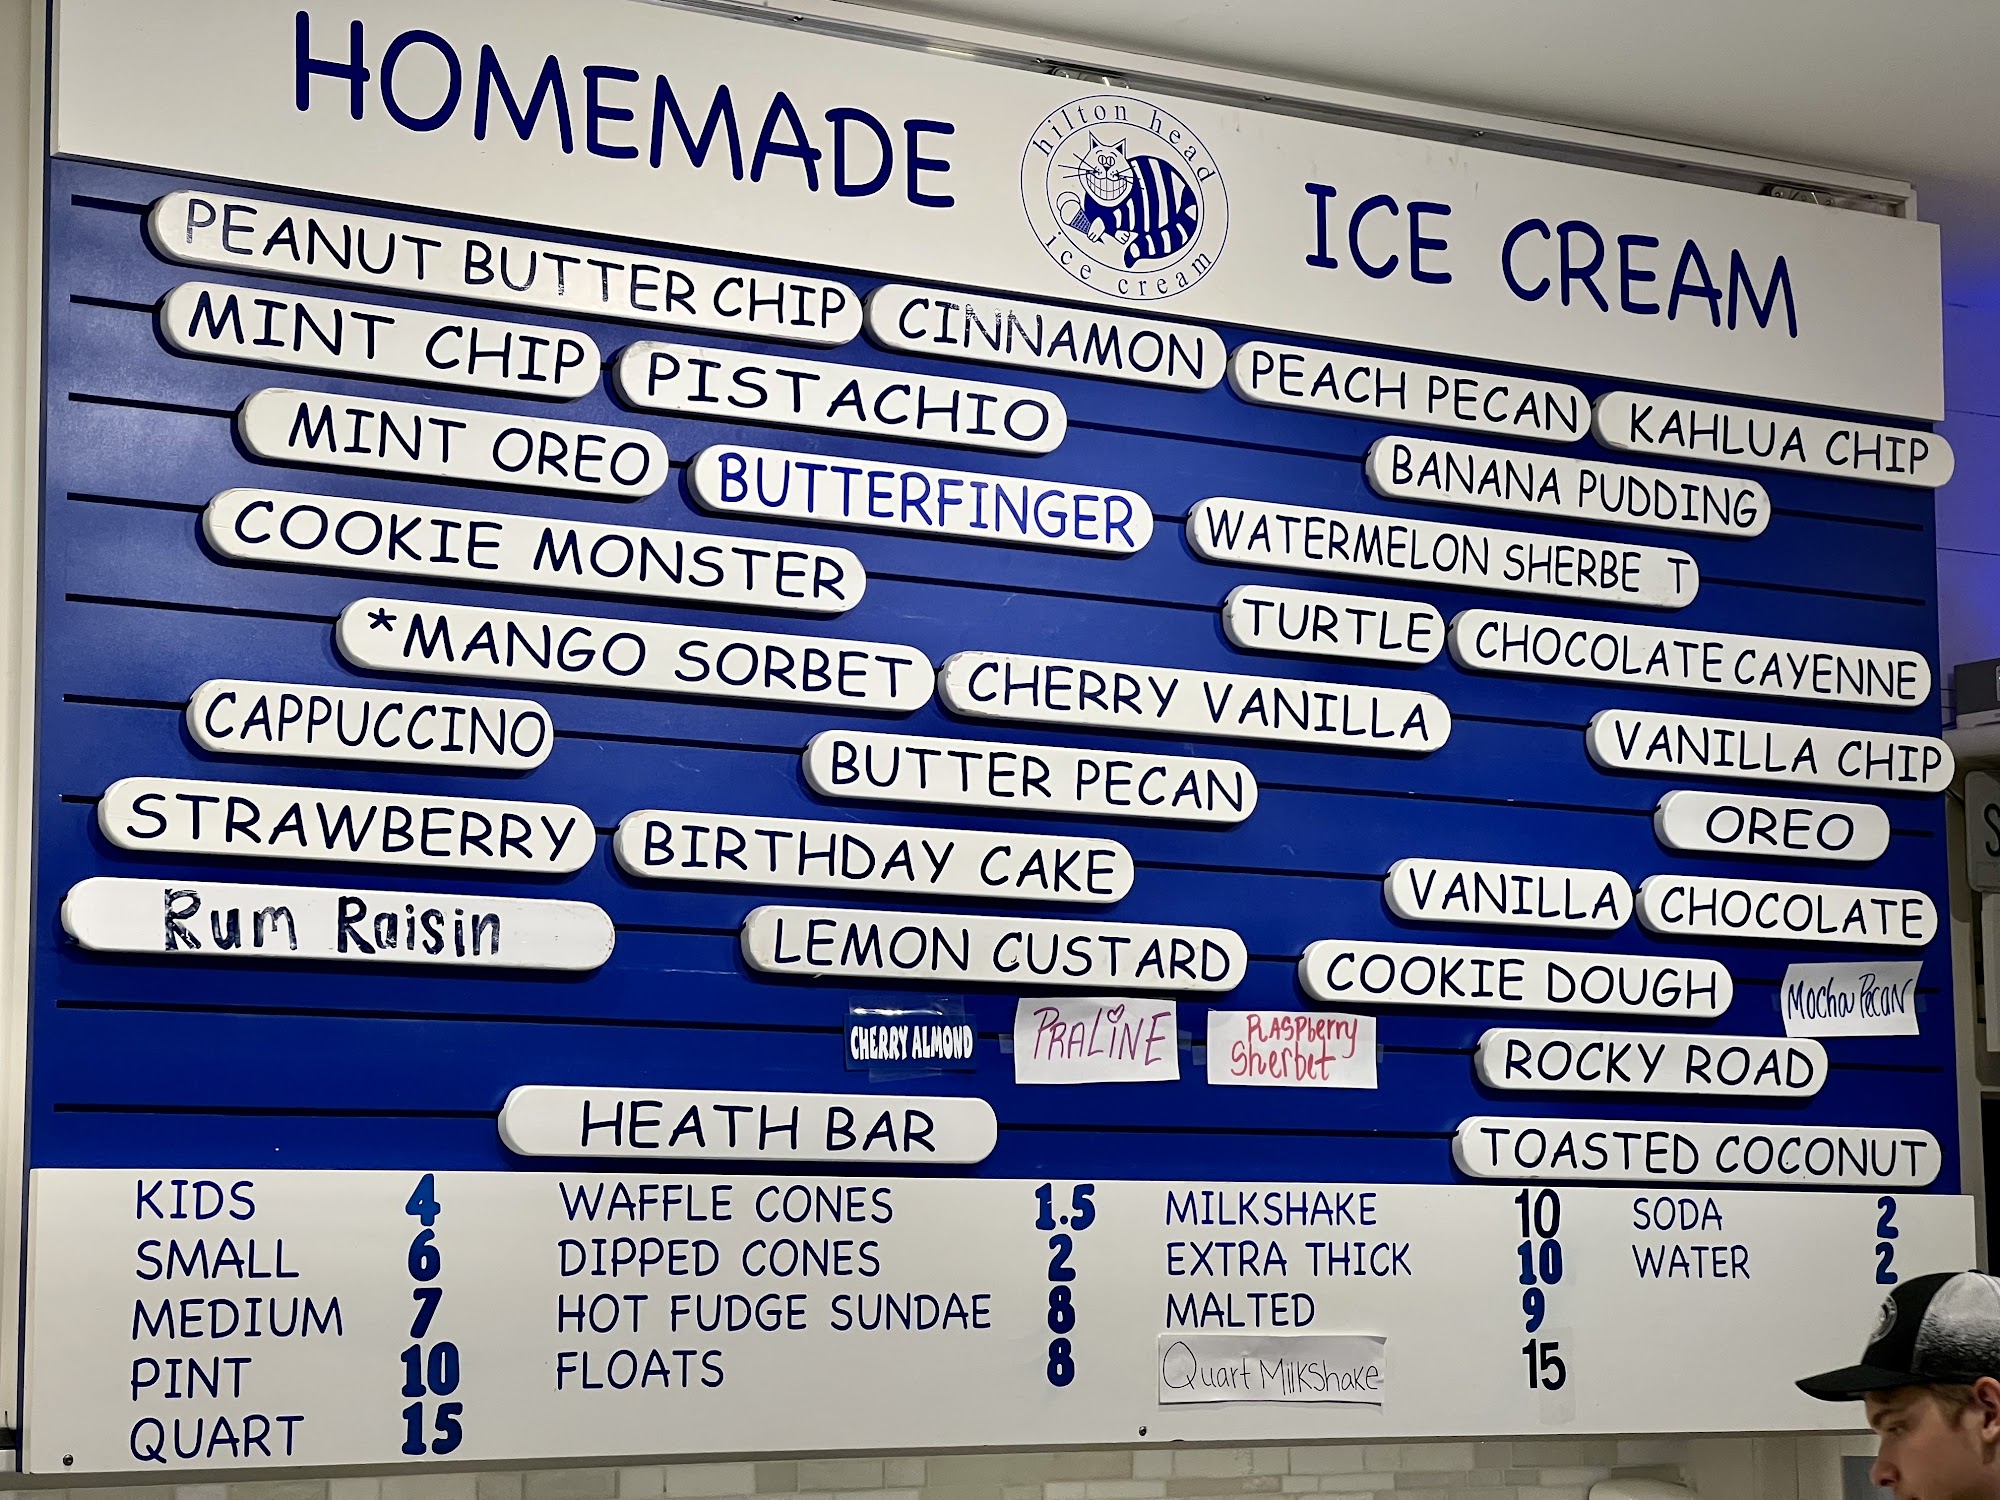 HOMEMADE ICE CREAM
hilton head
ice cream
PEANUT BUTTER CHIP
CINNAMON
PEACH PECAN
KAHLUA CHIP
MINT CHIP
PISTACHIO
BANANA PUDDING
MINT OREO
BUTTERFINGER
WATERMELON SHERBE T
COOKIE MONSTER
TURTLE
CHOCOLATE CAYENNE
*MANGO SORBET
CHERRY VANILLA
VANILLA CHIP
CAPPUCCINO
BUTTER PECAN
OREO
STRAWBERRY
BIRTHDAY CAKE
VANILLA
CHOCOLATE
Rum Raisin
LEMON CUSTARD
COOKIE DOUGH
Mocha Pecan
CHERRY ALMOND
PRALINE
RASPberry
Sherbet
ROCKY ROAD
HEATH BAR
TOASTED COCONUT
KIDS 4
SMALL 6
MEDIUM 7
PINT 10
QUART 15
WAFFLE CONES 1.5
DIPPED CONES 2
HOT FUDGE SUNDAE 8
FLOATS 8
MILKSHAKE 10
EXTRA THICK 10
MALTED 9
Quart MilkShake 15
SODA 2
WATER 2